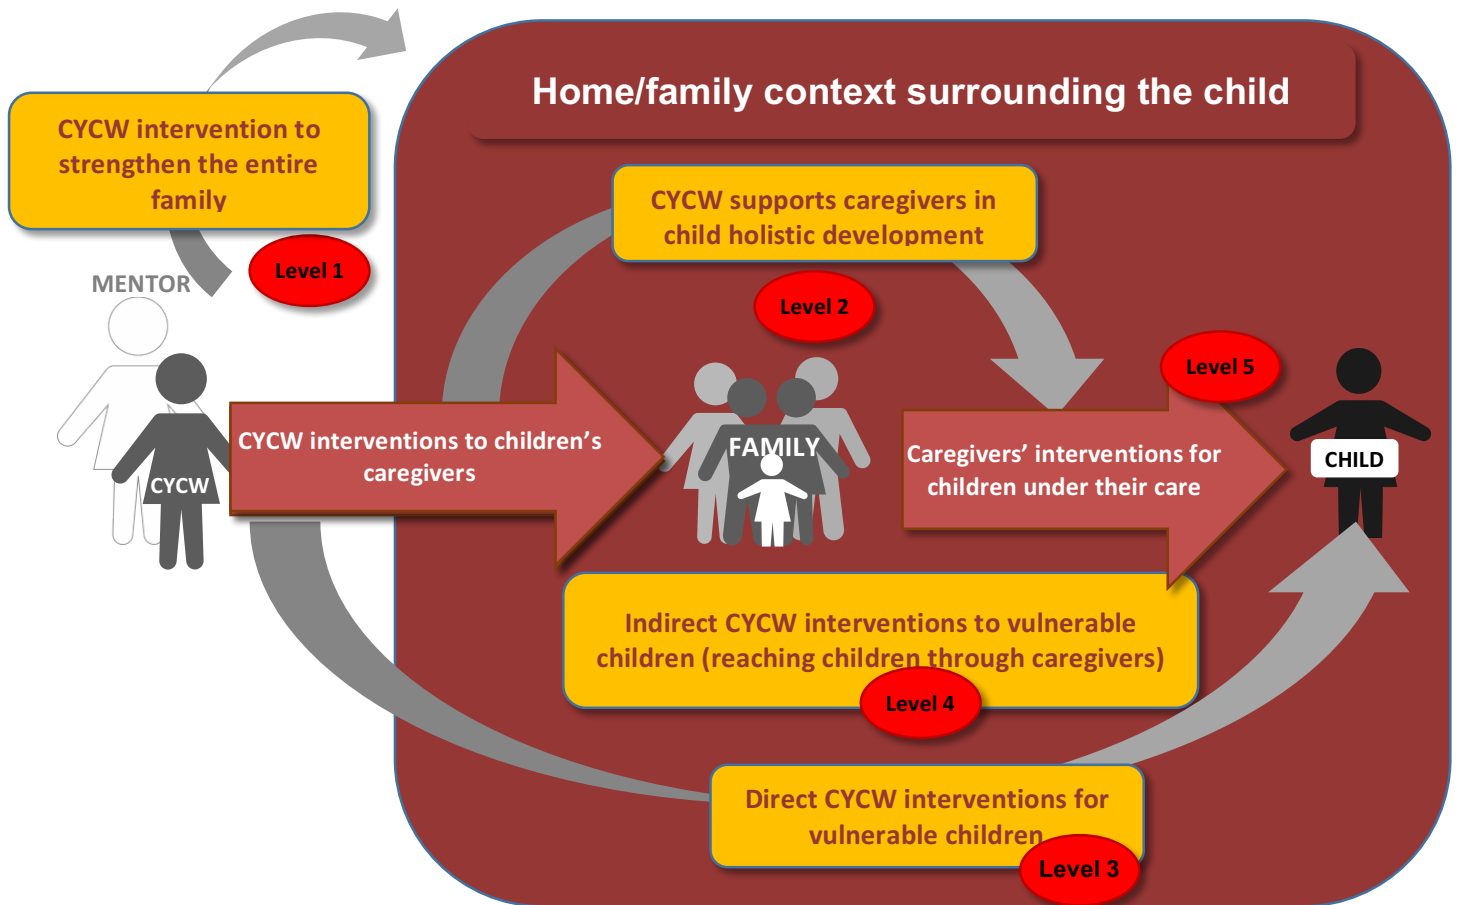 Home/family context surrounding the child
CYCW intervention to
strengthen the entire
family
Level 1
CYCW supports caregivers in
child holistic development
Level 2
MENTOR
CYCW
CYCW interventions to children’s
caregivers
FAMILY
Caregivers’ interventions for
children under their care
Level 5
CHILD
Indirect CYCW interventions to vulnerable
children (reaching children through caregivers)
Level 4
Direct CYCW interventions for
vulnerable children
Level 3